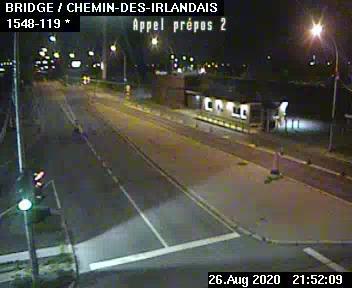 BRIDGE / CHEMIN-DES-IRLANDAIS
1548-119 *
Appel prépos 2
26.Aug 2020 21:52:09